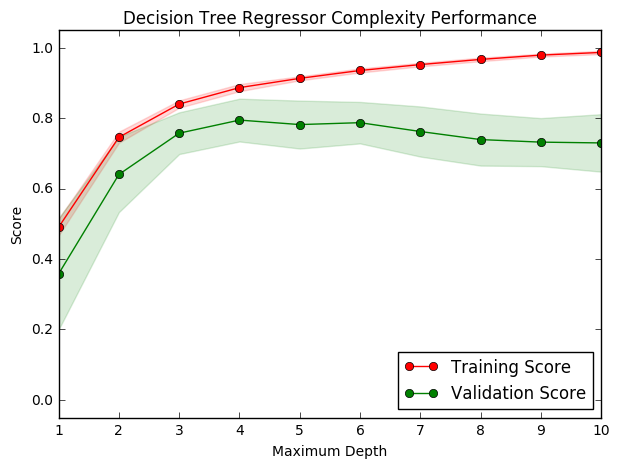 Decision Tree Regressor Complexity Performance
1.0
0.8
0.6
0.4
0.2
0.0
Score
Training Score
Validation Score
1 2 3 4 5 6 7 8 9 10
Maximum Depth